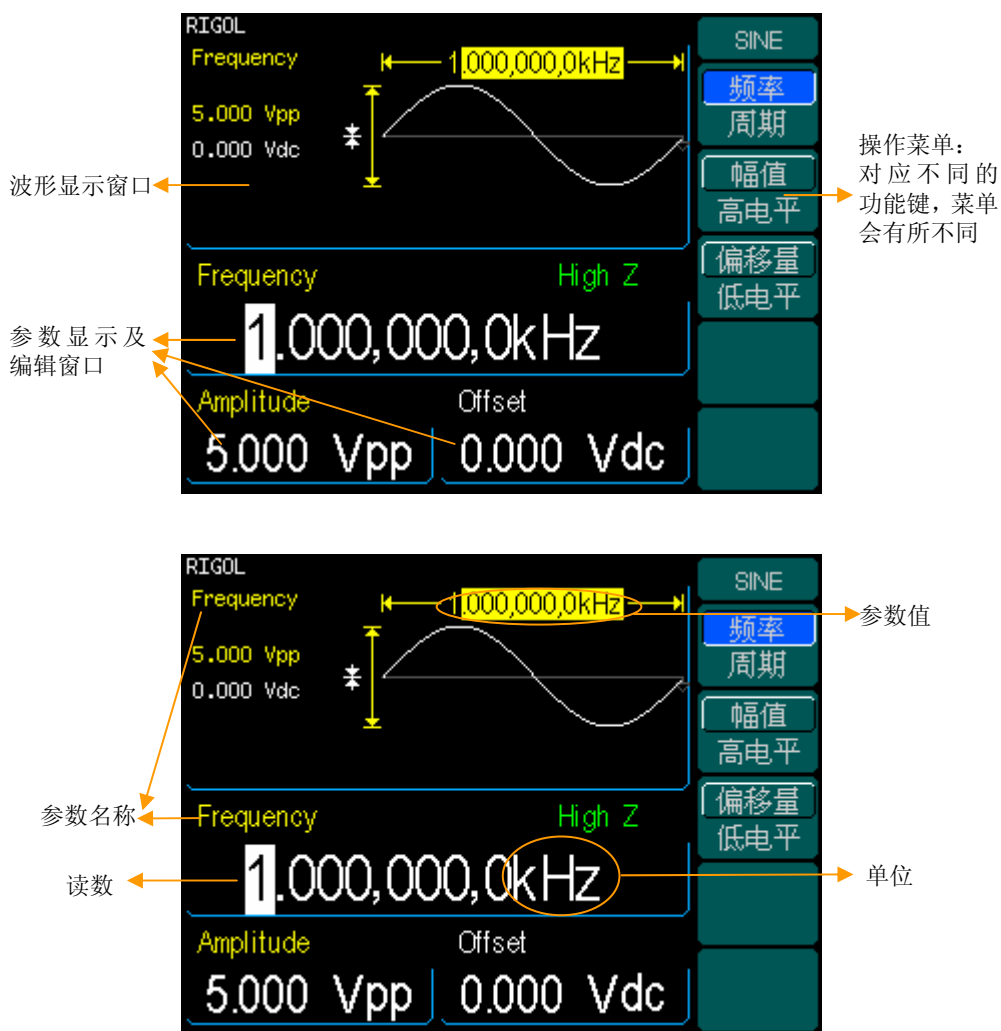 RIGOL
Frequency
1.000,000,0kHz
5.000 Vpp
0.000 Vdc
SINE
频率
周期
幅值
高电平
偏移量
低电平
波形显示窗口
操作菜单：
对应不同的
功能键，菜单
会有所不同
Frequency
High Z
1.000,000,0kHz
参数显示及
编辑窗口
Amplitude
Offset
5.000 Vpp
0.000 Vdc
RIGOL
Frequency
1.000,000,0kHz
5.000 Vpp
0.000 Vdc
SINE
频率
周期
幅值
高电平
偏移量
低电平
参数值
参数名称
Frequency
High Z
读数
1.000,000,0kHz
单位
Amplitude
Offset
5.000 Vpp
0.000 Vdc